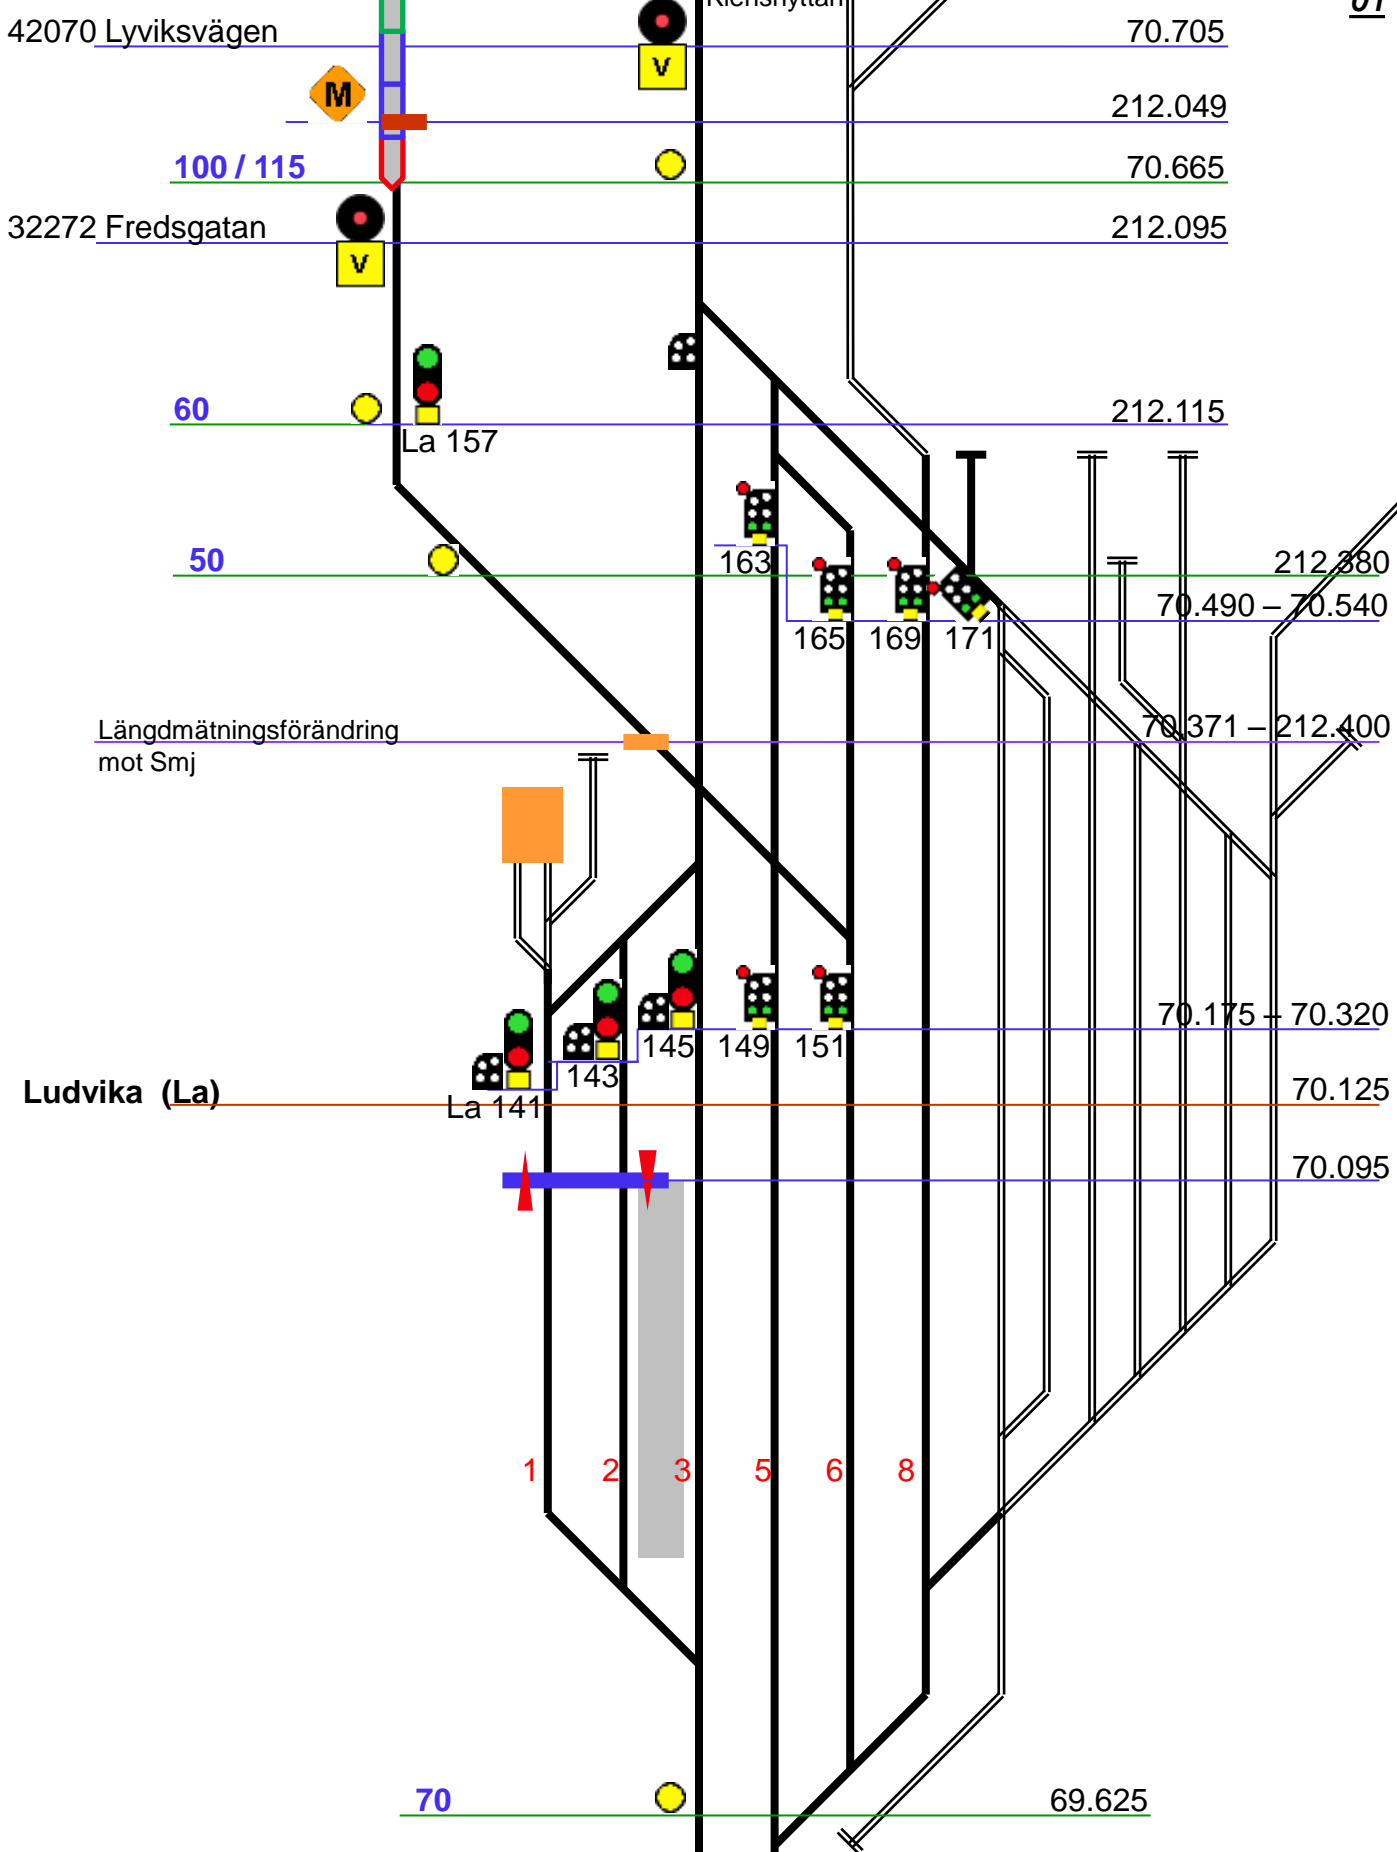 42070 Lyviksvägen
70.705
V
M
212.049
100 / 115
70.665
32272 Fredsgatan
212.095
V
60
212.115
La 157
163
50
212.380
70.490 – 70.540
165
169
171
Längdmätningsförändring
mot Smj
70.371 – 212.400
70.175 – 70.320
145
149
151
143
Ludvika (La)
La 141
70.125
70.095
1
2
3
5
6
8
70
69.625